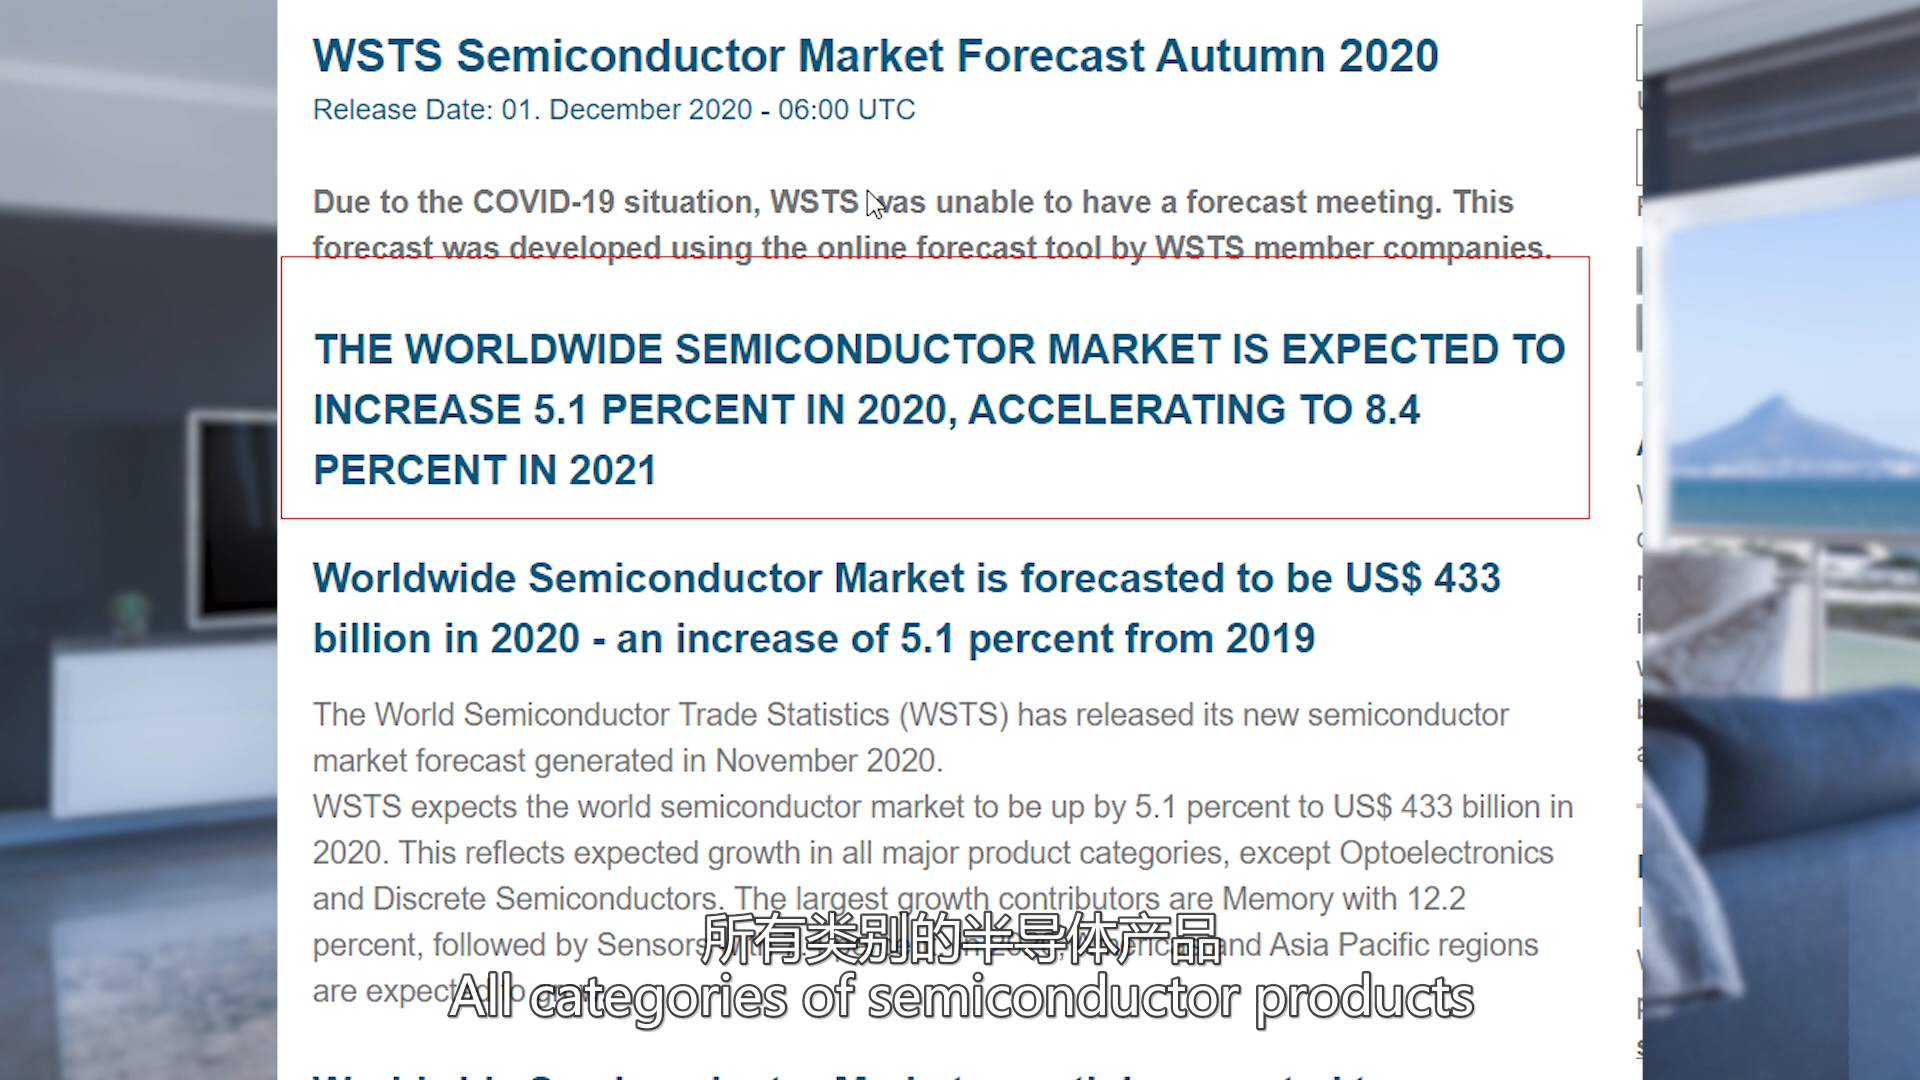 WSTS Semiconductor Market Forecast Autumn 2020
Release Date: 01. December 2020 - 06:00 UTC
Due to the COVID-19 situation, WSTS was unable to have a forecast meeting. This
forecast was developed using the online forecast tool by WSTS member companies.
THE WORLDWIDE SEMICONDUCTOR MARKET IS EXPECTED TO
INCREASE 5.1 PERCENT IN 2020, ACCELERATING TO 8.4
PERCENT IN 2021
Worldwide Semiconductor Market is forecasted to be US$ 433
billion in 2020 - an increase of 5.1 percent from 2019
The World Semiconductor Trade Statistics (WSTS) has released its new semiconductor
market forecast generated in November 2020.
WSTS expects the world semiconductor market to be up by 5.1 percent to US$ 433 billion in
2020. This reflects expected growth in all major product categories, except Optoelectronics
and Discrete Semiconductors. The largest growth contributors are Memory with 12.2
percent, followed by Sensors and Asia Pacific regions
are expected to
所有类别的半导体产品
All categories of semiconductor products